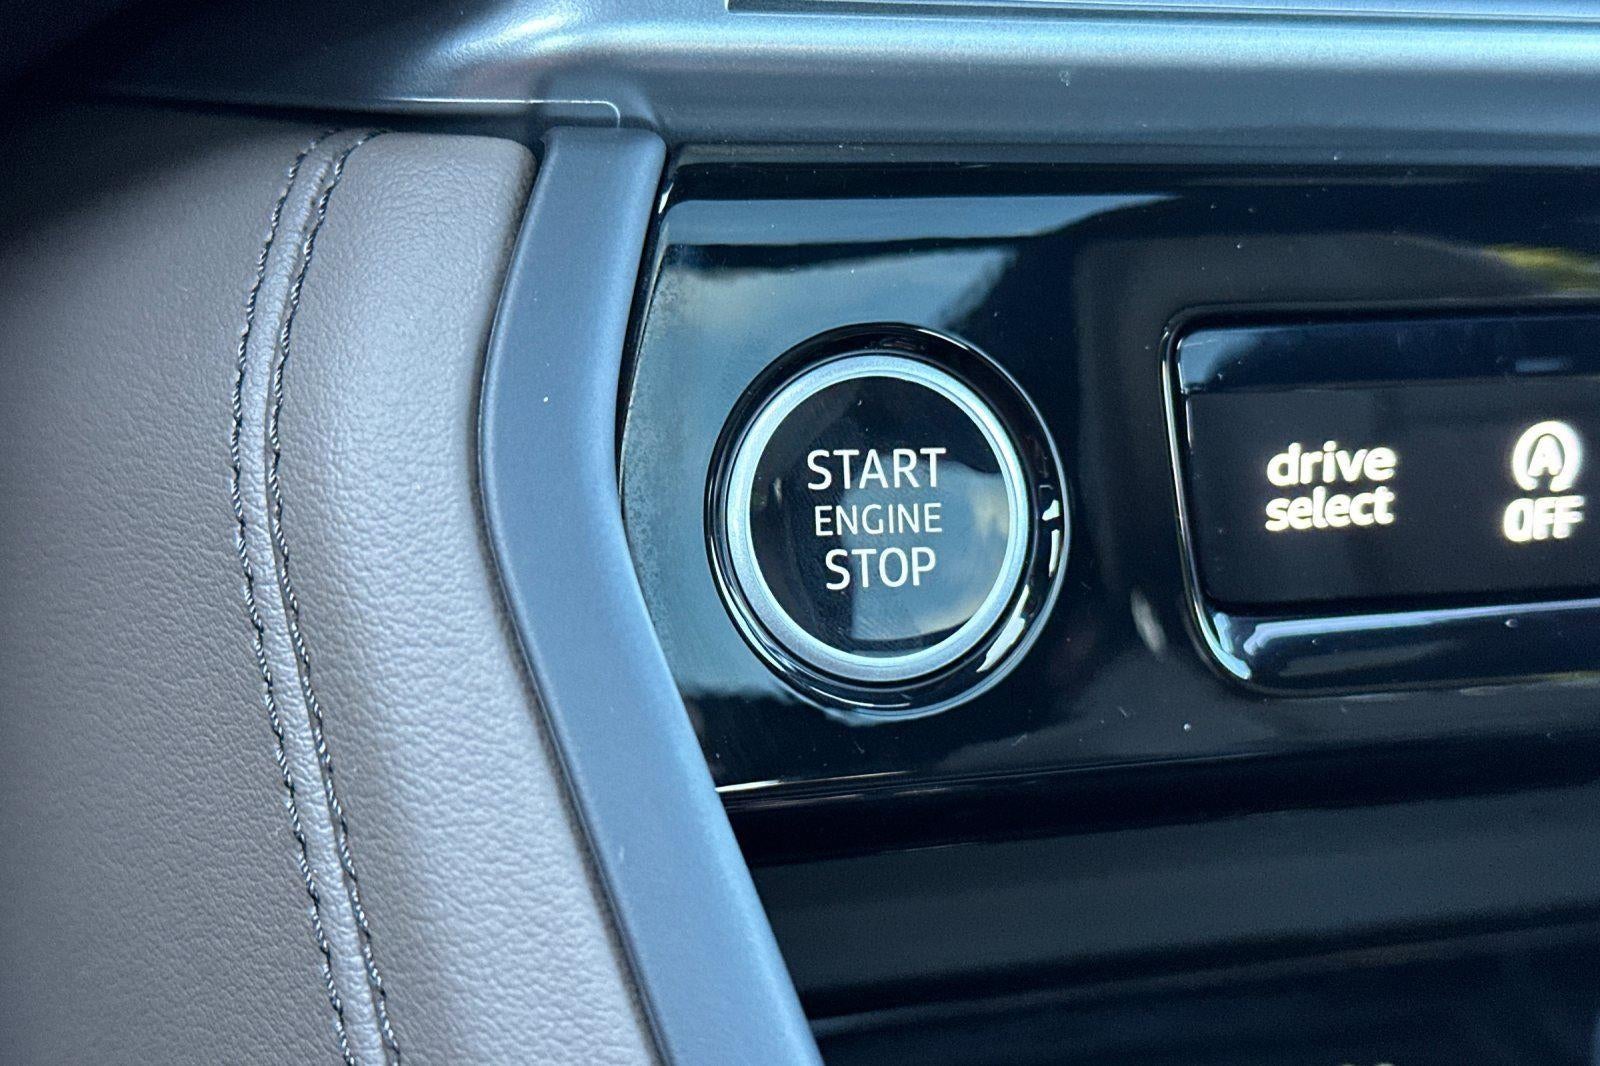 START
ENGINE
STOP
drive
select
A
OFF